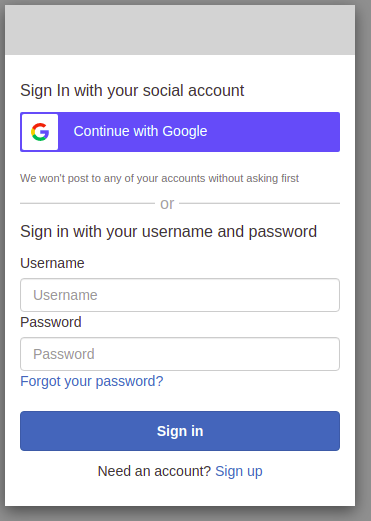 Sign In with your social account
Continue with Google
We won't post to any of your accounts without asking first
or
Sign in with your username and password
Username
Username
Password
Password
Forgot your password?
Sign in
Need an account? Sign up